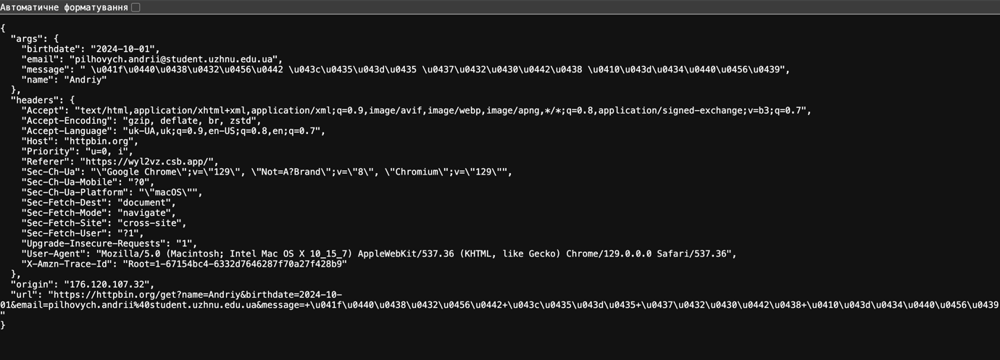 Автоматичне форматування
{
  "args": {
    "birthdate": "2024-10-01",
    "email": "pilhovych.andrii@student.uzhnu.edu.ua",
    "message": " \u041f\u0440\u0438\u0432\u0456\u0442 \u043c\u0435\u043d\u0435 \u0437\u0432\u0430\u0442\u0438 \u0410\u043d\u0434\u0440\u0456\u0439",
    "name": "Andriy"
  },
  "headers": {
    "Accept": "text/html,application/xhtml+xml,application/xml;q=0.9,image/avif,image/webp,image/apng,*/*;q=0.8,application/signed-exchange;v=b3;q=0.7",
    "Accept-Encoding": "gzip, deflate, br, zstd",
    "Accept-Language": "uk-UA,uk;q=0.9,en-US;q=0.8,en;q=0.7",
    "Host": "httpbin.org",
    "Priority": "u=0, i",
    "Referer": "https://wyl2vz.csb.app/",
    "Sec-Ch-Ua": "\"Google Chrome\";v=\"129\", \"Not=A?Brand\";v=\"8\", \"Chromium\";v=\"129\"",
    "Sec-Ch-Ua-Mobile": "?0",
    "Sec-Ch-Ua-Platform": "\"macOS\"",
    "Sec-Fetch-Dest": "document",
    "Sec-Fetch-Mode": "navigate",
    "Sec-Fetch-Site": "cross-site",
    "Sec-Fetch-User": "?1",
    "Upgrade-Insecure-Requests": "1",
    "User-Agent": "Mozilla/5.0 (Macintosh; Intel Mac OS X 10_15_7) AppleWebKit/537.36 (KHTML, like Gecko) Chrome/129.0.0.0 Safari/537.36",
    "X-Amzn-Trace-Id": "Root=1-67154bc4-6332d7646287f70a27f428b9"
  },
  "origin": "176.120.107.32",
  "url": "https://httpbin.org/get?name=Andriy&birthdate=2024-10-
01&email=pilhovych.andrii%40student.uzhnu.edu.ua&message=+\u041f\u0440\u0438\u0432\u0456\u0442+\u043c\u0435\u043d\u0435+\u0437\u0432\u0430\u0442\u0438+\u0410\u043d\u0434\u0440\u0456\u0439
"
}